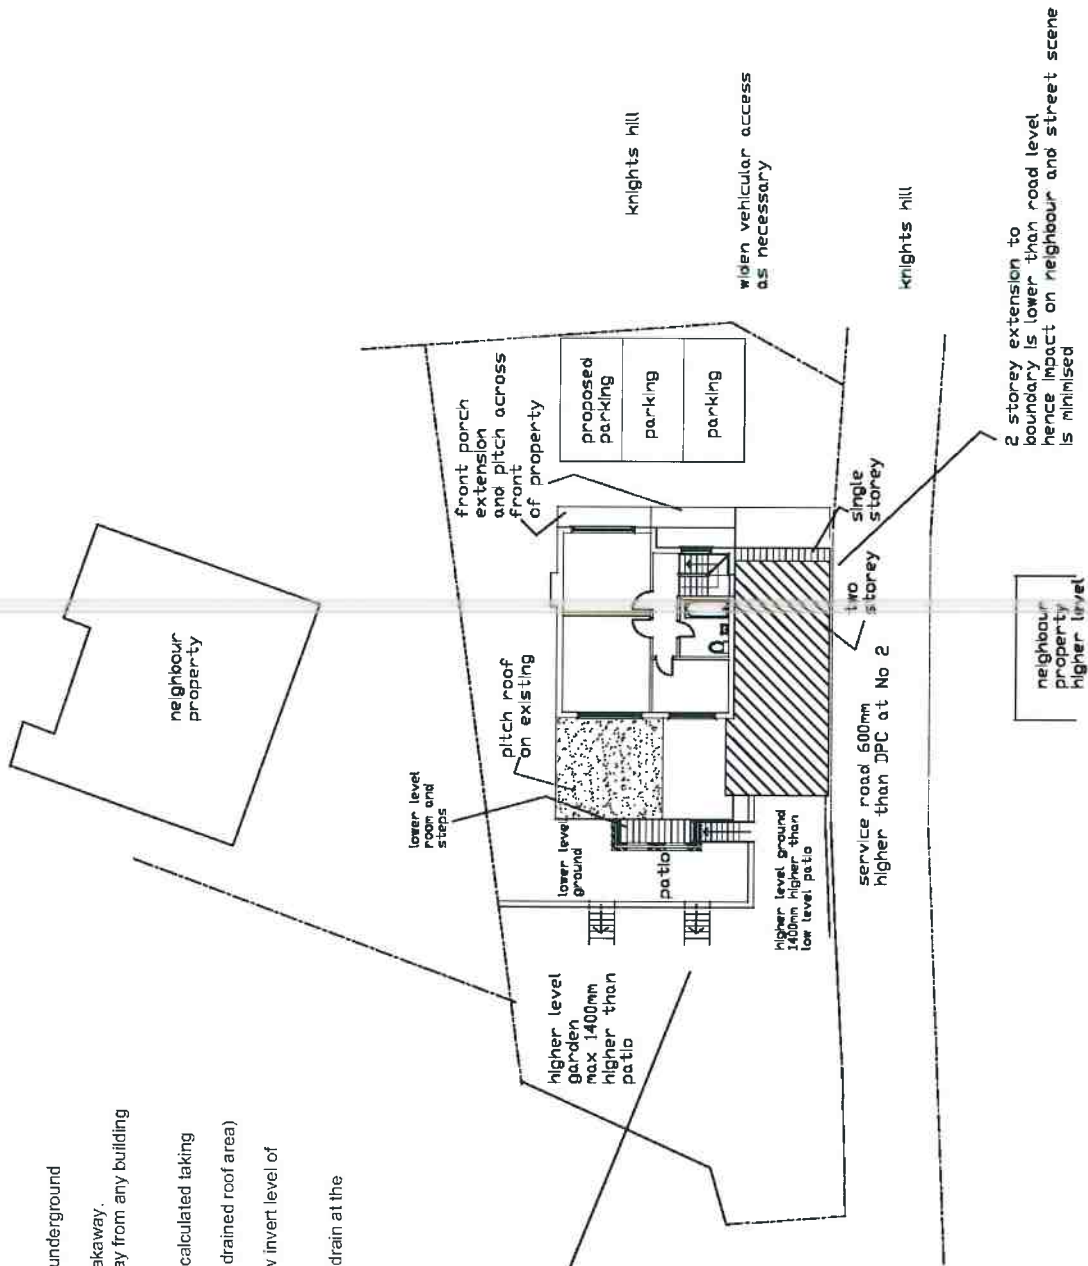 underground
akaway.
ay from any building
calculated taking
drained roof area)
v invert level of
drain at the
neighbour
property
lower level
room and
steps
pitch roof
on existing
front porch
extension
and pitch across
front
of property
knights hill
proposed
parking
parking
parking
widen vehicular access
as necessary
knights hill
higher level
garden
max 1400mm
higher than
patio
lower level
ground
patio
higher level ground
1400mm higher than
low level patio
service road 600mm
higher than DPC at No 2
two
storey
single
storey
2 storey extension to
boundary is lower than road level
hence impact on neighbour and street scene
is minimised
neighbour
property
higher level